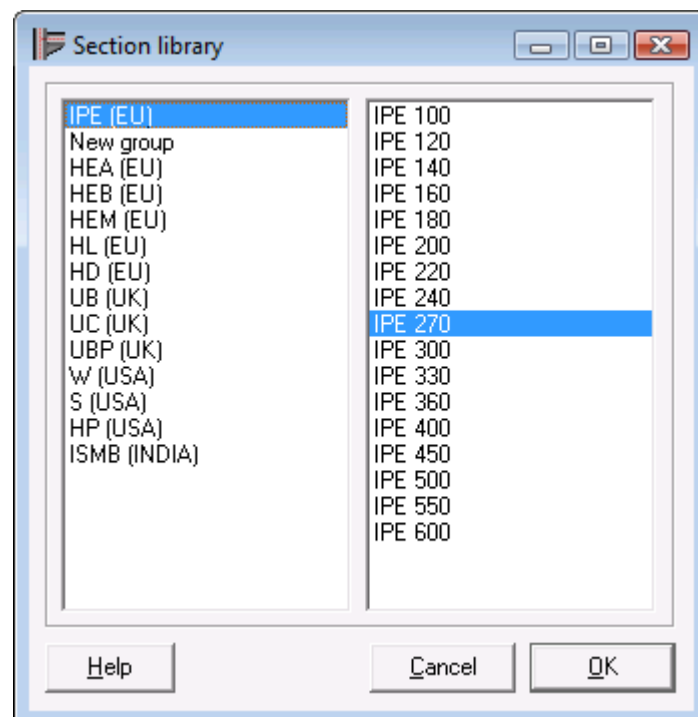 Section library
IPE (EU)
New group
HEA (EU)
HEB (EU)
HEM (EU)
HL (EU)
HD (EU)
UB (UK)
UC (UK)
UBP (UK)
W (USA)
S (USA)
HP (USA)
ISMB (INDIA)
IPE 100
IPE 120
IPE 140
IPE 160
IPE 180
IPE 200
IPE 220
IPE 240
IPE 270
IPE 300
IPE 330
IPE 360
IPE 400
IPE 450
IPE 500
IPE 550
IPE 600
Help
Cancel
OK